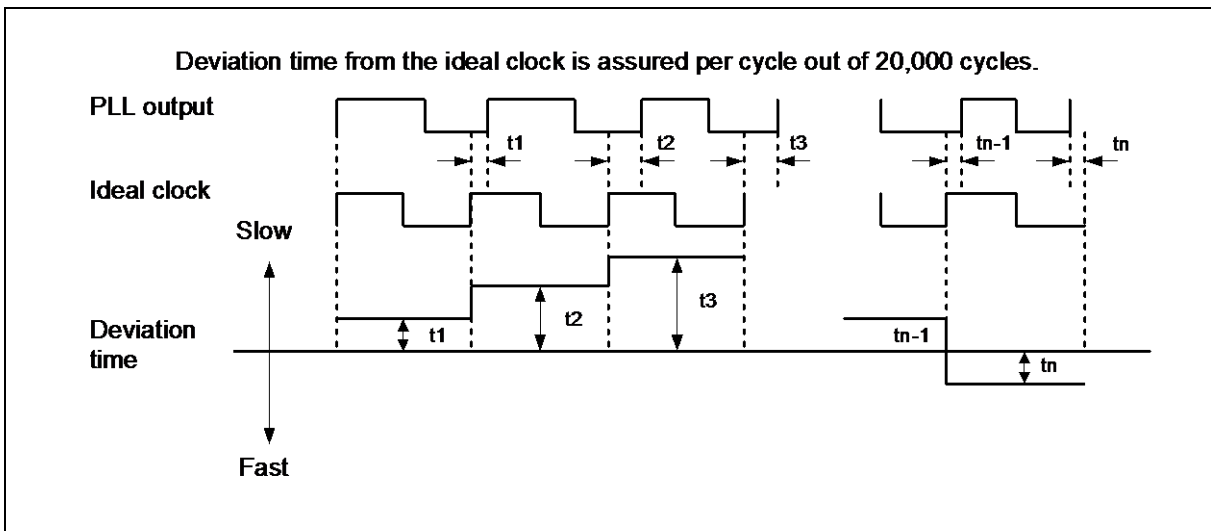 Deviation time from the ideal clock is assured per cycle out of 20,000 cycles.
PLL output
t1
t2
t3
tn-1
tn
Ideal clock
Slow
Deviation
time
t1
t2
t3
tn-1
tn
Fast